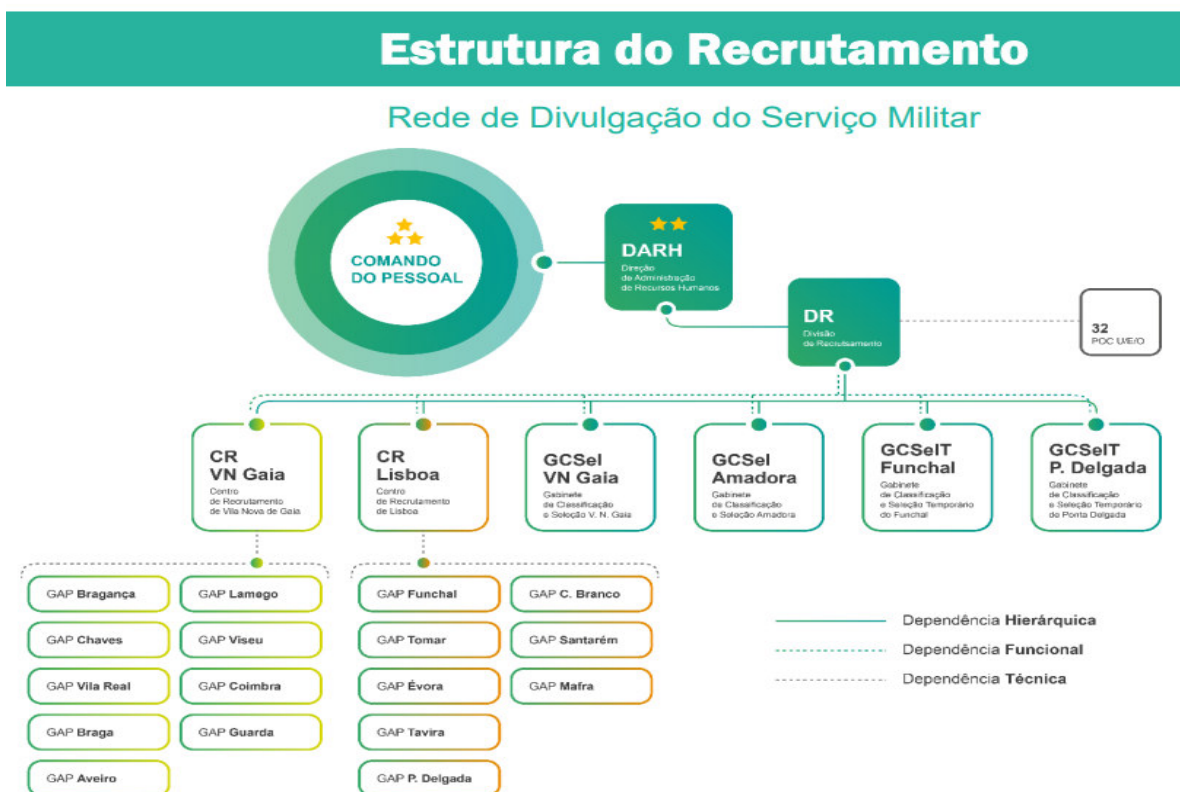 Estrutura do Recrutamento
Rede de Divulgação do Serviço Militar
COMANDO
DO PESSOAL
DARH
Direção
de Administração
de Recursos Humanos
DR
Divisão
de Recrutsamento
32
POC U/E/O
CR
VN Gaia
Centro
de Recrutamento
de Vila Nova de Gaia
CR
Lisboa
Centro
de Recrutamento
de Lisboa
GCSel
VN Gaia
Gabinete
de Classificação
e Seleção V. N. Gaia
GCSel
Amadora
Gabinete
de Classificação
e Seleção Amadora
GCSelT
Funchal
Gabinete
de Classificação
e Seleção Temporário
do Funchal
GCSelT
P. Delgada
Gabinete
de Classificação
e Seleção Temporário
de Ponta Delgada
GAP Bragança
GAP Chaves
GAP Vila Real
GAP Braga
GAP Aveiro
GAP Lamego
GAP Viseu
GAP Coimbra
GAP Guarda
GAP Funchal
GAP Tomar
GAP Évora
GAP Tavira
GAP P. Delgada
GAP C. Branco
GAP Santarém
GAP Mafra
Dependência Hierárquica
Dependência Funcional
Dependência Técnica